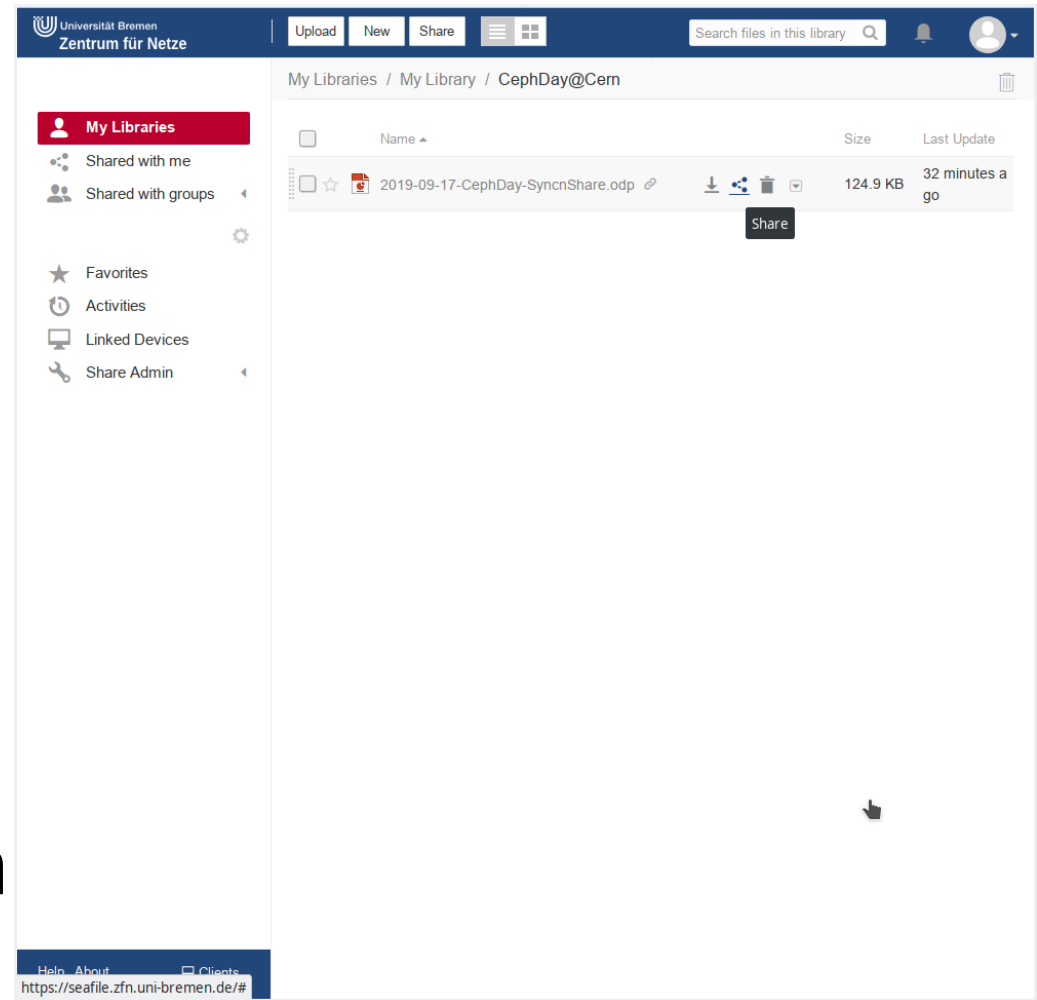 Universität Bremen
Zentrum für Netze
Upload New Share
Search files in this library
My Libraries / My Library / CephDay@Cern
My Libraries
Shared with me
Shared with groups
Favorites
Activities
Linked Devices
Share Admin
Name Size Last Update
2019-09-17-CephDay-SyncnShare.odp 124.9 KB 32 minutes a
go
Share
n
Help About Clients
https://seafile.zfn.uni-bremen.de/#